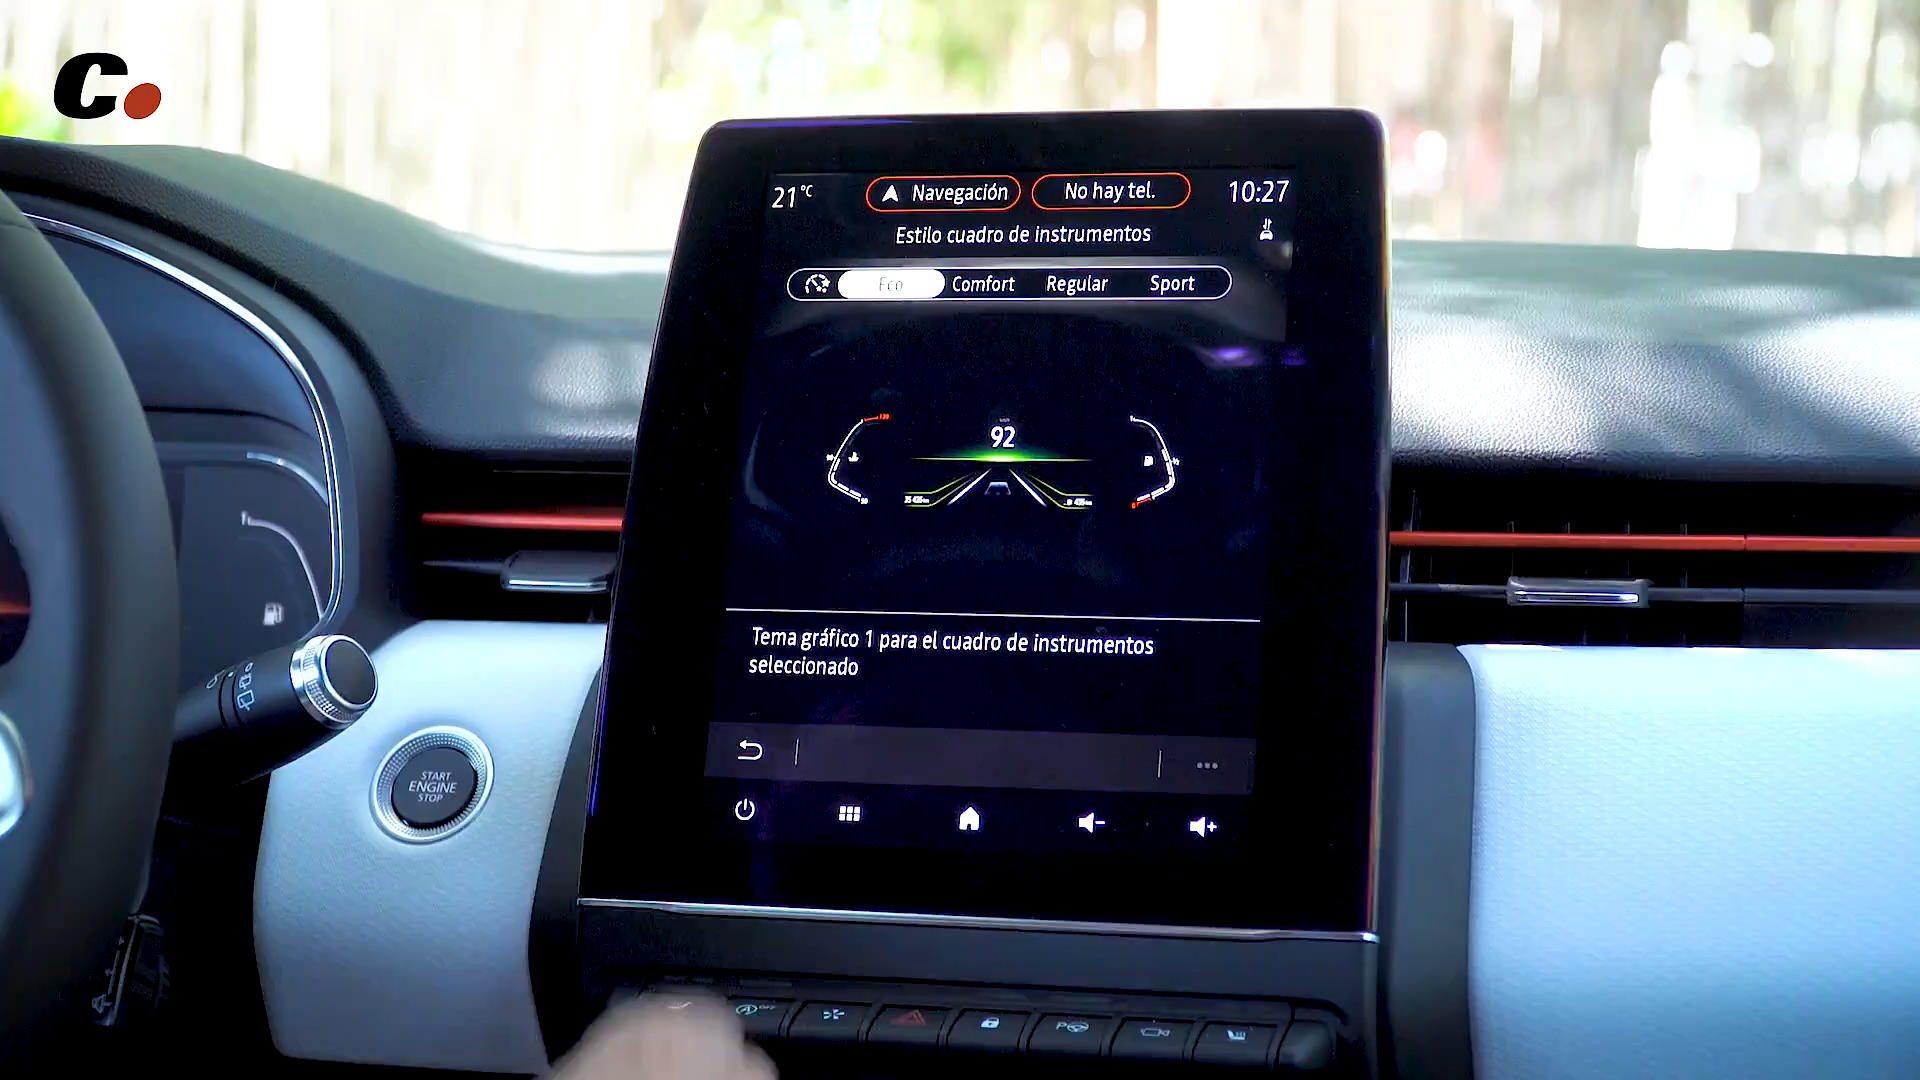 C.
21 °C
Navegación
No hay tel.
10:27
Estilo cuadro de instrumentos
Eco
Comfort
Regular
Sport
92
Tema gráfico 1 para el cuadro de instrumentos
seleccionado
START
ENGINE
STOP